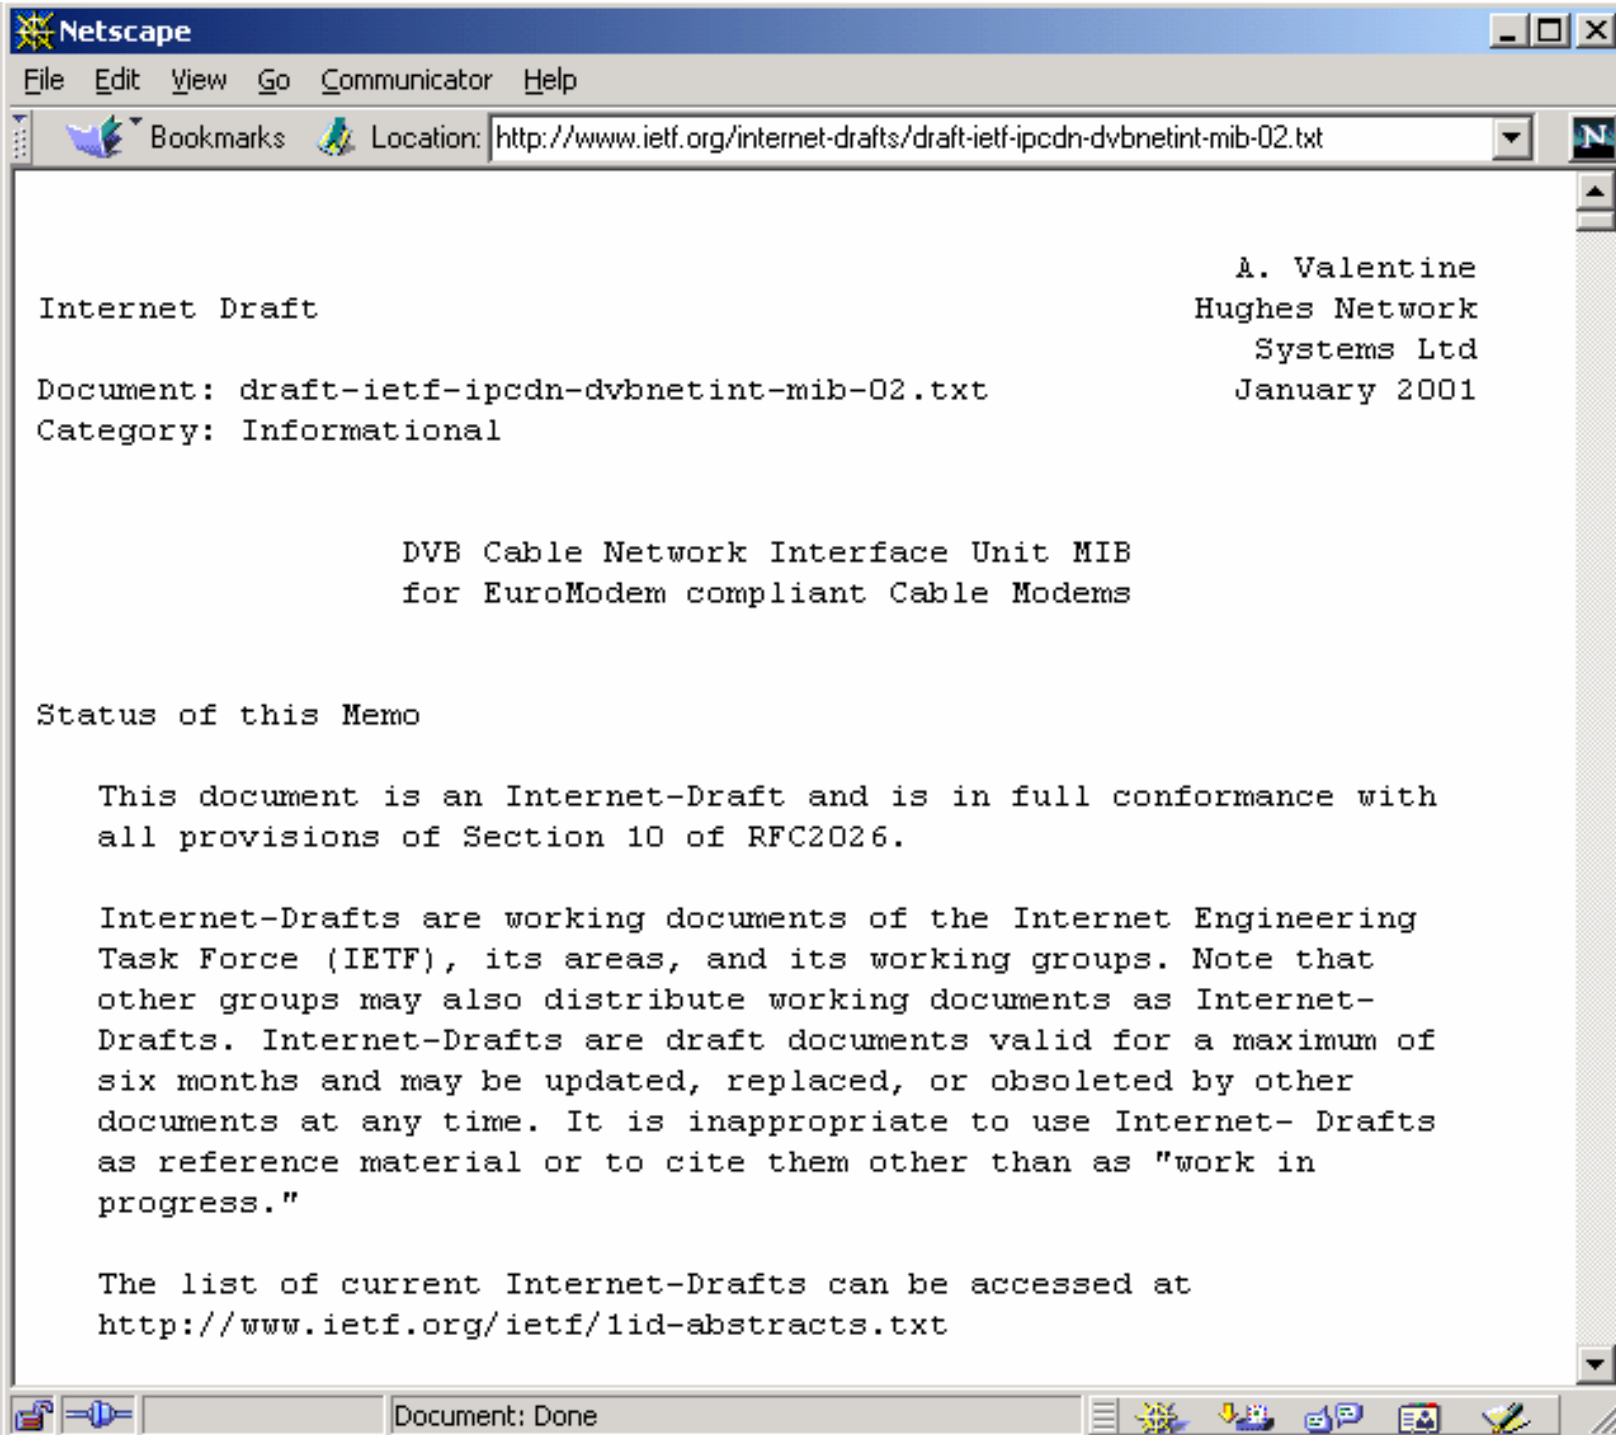 Netscape
File Edit View Go Communicator Help
Bookmarks Location: http://www.ietf.org/internet-drafts/draft-ietf-ipcdn-dvbnetint-mib-02.txt N
A. Valentine
Internet Draft Hughes Network
Systems Ltd
Document: draft-ietf-ipcdn-dvbnetint-mib-02.txt January 2001
Category: Informational
DVB Cable Network Interface Unit MIB
for EuroModem compliant Cable Modems
Status of this Memo
This document is an Internet-Draft and is in full conformance with
all provisions of Section 10 of RFC2026.
Internet-Drafts are working documents of the Internet Engineering
Task Force (IETF), its areas, and its working groups. Note that
other groups may also distribute working documents as Internet-
Drafts. Internet-Drafts are draft documents valid for a maximum of
six months and may be updated, replaced, or obsoleted by other
documents at any time. It is inappropriate to use Internet- Drafts
as reference material or to cite them other than as "work in
progress."
The list of current Internet-Drafts can be accessed at
http://www.ietf.org/ietf/1id-abstracts.txt
Document: Done